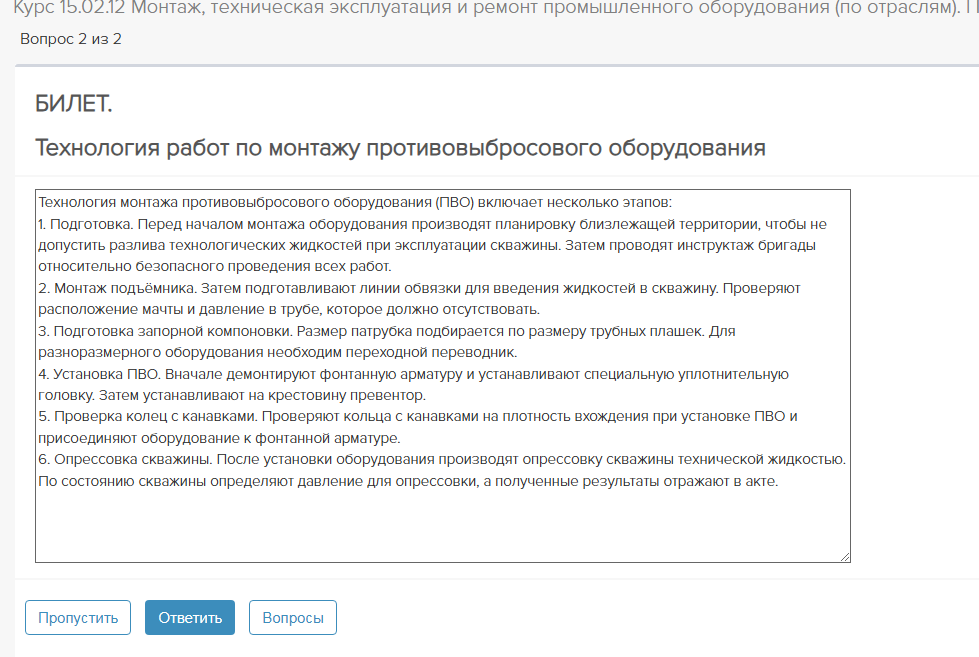 Курс 15.02.12 Монтаж, техническая эксплуатация и ремонт промышленного оборудования (по отраслям).
Вопрос 2 из 2
БИЛЕТ.
Технология работ по монтажу противовыбросового оборудования
Технология монтажа противовыбросового оборудования (ПВО) включает несколько этапов:
1. Подготовка. Перед началом монтажа оборудования производят планировку близлежащей территории, чтобы не
допустить разлива технологических жидкостей при эксплуатации скважины. Затем проводят инструктаж бригады
относительно безопасного проведения всех работ.
2. Монтаж подъёмника. Затем подготавливают линии обвязки для введения жидкостей в скважину. Проверяют
расположение мачты и давление в трубе, которое должно отсутствовать.
3. Подготовка запорной компоновки. Размер патрубка подбирается по размеру трубных плашек. Для
разноразмерного оборудования необходим переходной переводник.
4. Установка ПВО. Вначале демонтируют фонтанную арматуру и устанавливают специальную уплотнительную
головку. Затем устанавливают на крестовину превентор.
5. Проверка колец с канавками. Проверяют кольца с канавками на плотность вхождения при установке ПВО и
присоединяют оборудование к фонтанной арматуре.
6. Опрессовка скважины. После установки оборудования производят опрессовку скважины технической жидкостью.
По состоянию скважины определяют давление для опрессовки, а полученные результаты отражают в акте.
Пропустить Ответить Вопросы